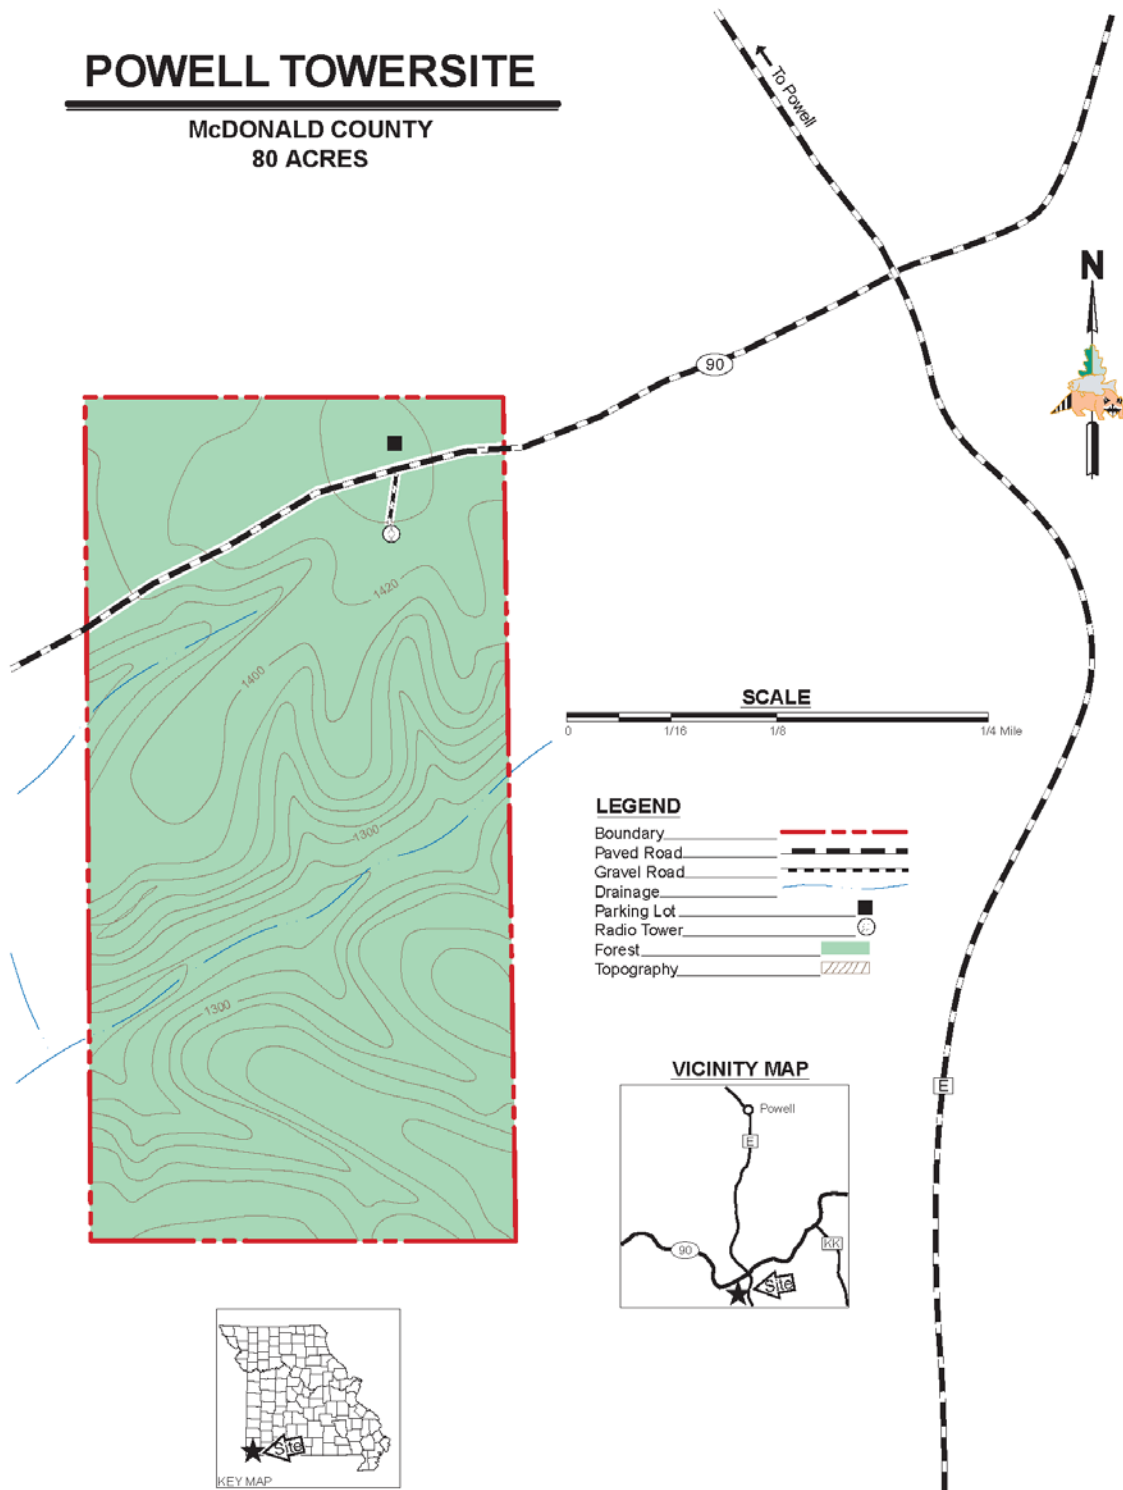 POWELL TOWERSITE
McDONALD COUNTY
80 ACRES
To Powell
N
90
1420
1400
SCALE
0 1/16 1/8 1/4 Mile
LEGEND
Boundary
Paved Road
Gravel Road
Drainage
Parking Lot
Radio Tower
Forest
Topography
1300
1300
E
VICINITY MAP
Powell
E
90
KK
Site
Site
KEY MAP